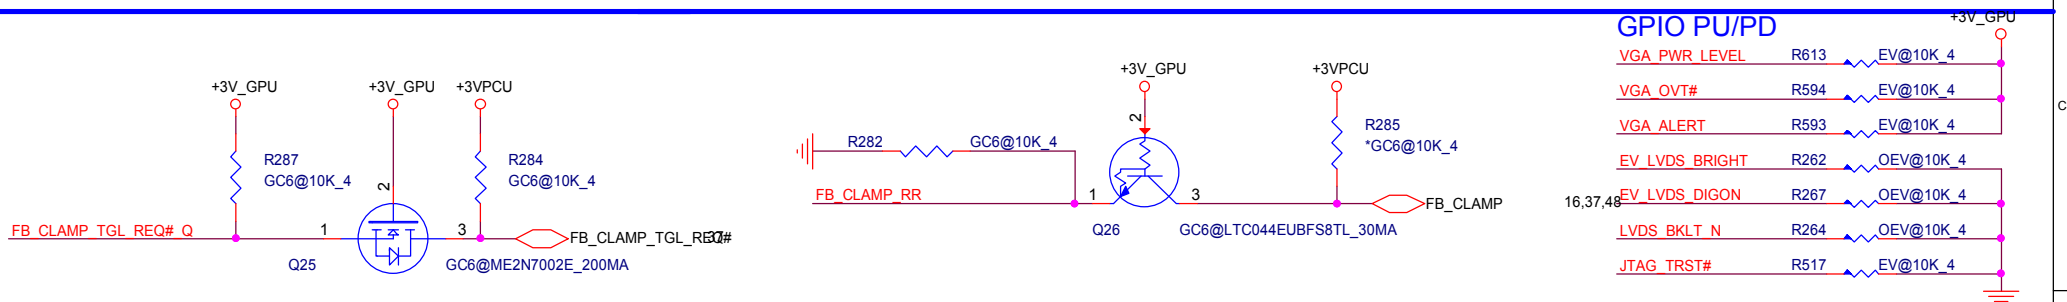 GPIO PU/PD
+3V_GPU
VGA_PWR_LEVEL R613 EV@10K_4
VGA_OVT# R594 EV@10K_4
VGA_ALERT R593 EV@10K_4
EV_LVDS_BRIGHT R262 OEV@10K_4
16,37,48 EV_LVDS_DIGON R267 OEV@10K_4
LVDS_BKLT_N R264 OEV@10K_4
JTAG_TRST# R517 EV@10K_4
C
+3V_GPU
+3V_GPU
+3VPCU
R287
GC6@10K_4
R284
GC6@10K_4
2
FB_CLAMP_TGL_REQ#_Q
1
3
FB_CLAMP_TGL_REQ#
Q25
GC6@ME2N7002E_200MA
+3V_GPU
+3VPCU
2
R282
GC6@10K_4
R285
*GC6@10K_4
FB_CLAMP_RR
1
3
FB_CLAMP
Q26
GC6@LTC044EUBFS8TL_30MA